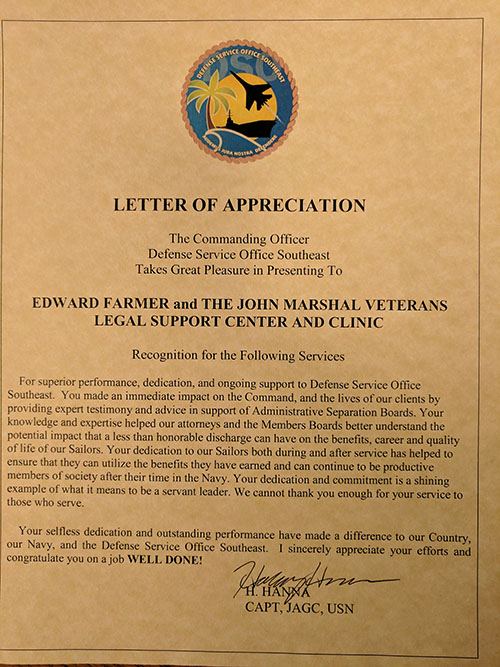 DEFENSE SERVICE OFFICE SOUTHEAST
DSO
NOSTRA
LETTER OF APPRECIATION
The Commanding Officer
Defense Service Office Southeast
Takes Great Pleasure in Presenting To
EDWARD FARMER and THE JOHN MARSHAL VETERANS
LEGAL SUPPORT CENTER AND CLINIC
Recognition for the Following Services
For superior performance, dedication, and ongoing support to Defense Service Office
Southeast. You made an immediate impact on the Command, and the lives of our clients by
providing expert testimony and advice in support of Administrative Separation Boards. Your
knowledge and expertise helped our attorneys and the Members Boards better understand the
potential impact that a less than honorable discharge can have on the benefits, career and quality
of life of our Sailors. Your dedication to our Sailors both during and after service has helped to
ensure that they can utilize the benefits they have earned and can continue to be productive
members of society after their time in the Navy. Your dedication and commitment is a shining
example of what it means to be a servant leader. We cannot thank you enough for your service to
those who serve.
Your selfless dedication and outstanding performance have made a difference to our Country,
our Navy, and the Defense Service Office Southeast. I sincerely appreciate your efforts and
congratulate you on a job WELL DONE!
H. HANNA
CAPT, JAGC, USN